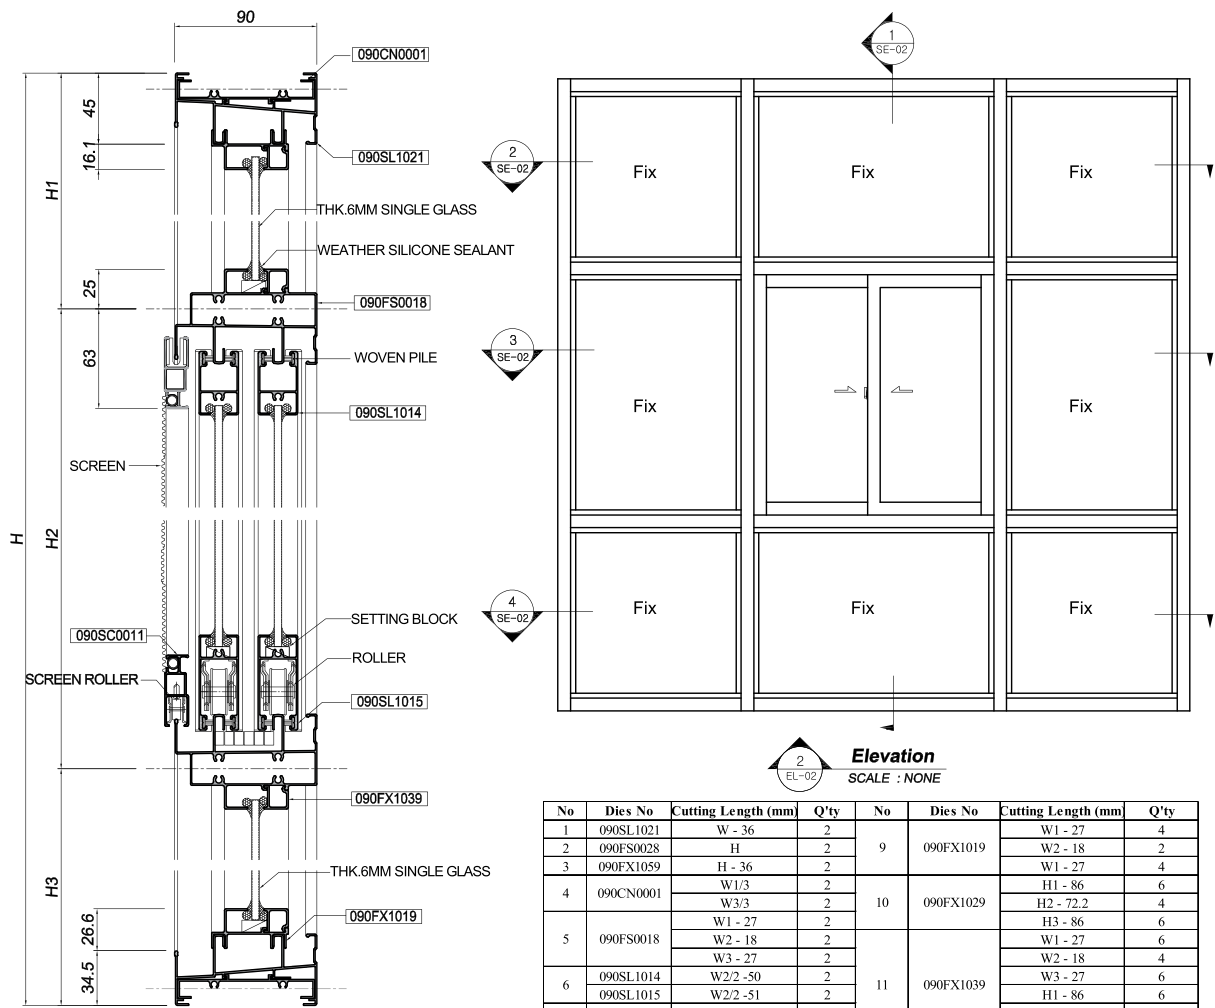 90
090CN0001
45
16.1
H1
090SL1021
THK.6MM SINGLE GLASS
WEATHER SILICONE SEALANT
25
090FS0018
63
WOVEN PILE
090SL1014
SCREEN
H
H2
SETTING BLOCK
090SC0011
ROLLER
SCREEN ROLLER
090SL1015
090FX1039
H3
THK.6MM SINGLE GLASS
26.6
090FX1019
34.5
1
SE-02
2
SE-02
Fix Fix Fix
3
SE-02
Fix Fix
4
SE-02
Fix Fix Fix
2
EL-02
Elevation
SCALE : NONE
No Dies No Cutting Length (mm) Q'ty No Dies No Cutting Length (mm) Q'ty
1 090SL1021 W - 36 2 9 090FX1019 W1 - 27 4
2 090FS0028 H 2 W2 - 18 2
3 090FX1059 H - 36 2 W1 - 27 4
4 090CN0001 W1/3 2 10 090FX1029 H1 - 86 6
W3/3 2 H2 - 72.2 4
5 090FS0018 W1 - 27 2 H3 - 86 6
W2 - 18 2 11 090FX1039 W1 - 27 6
W3 - 27 2 W2 - 18 4
6 090SL1014 W2/2 -50 2 W3 - 27 6
090SL1015 W2/2 -51 2 H1 - 86 6